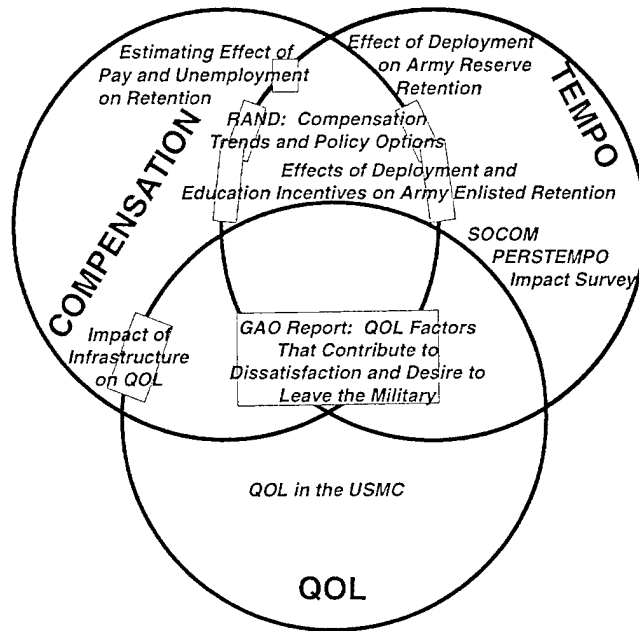 Estimating Effect of
Pay and Unemployment
on Retention
Effect of Deployment
on Army Reserve
Retention
TEMPO
COMPENSATION
RAND: Compensation
Trends and Policy Options
Effects of Deployment and
Education Incentives on Army Enlisted Retention
SOCOM
PERSTEMPO
Impact Survey
Impact of
Infrastructure
on QOL
GAO Report: QOL Factors
That Contribute to
Dissatisfaction and Desire to
Leave the Military
QOL in the USMC
QOL